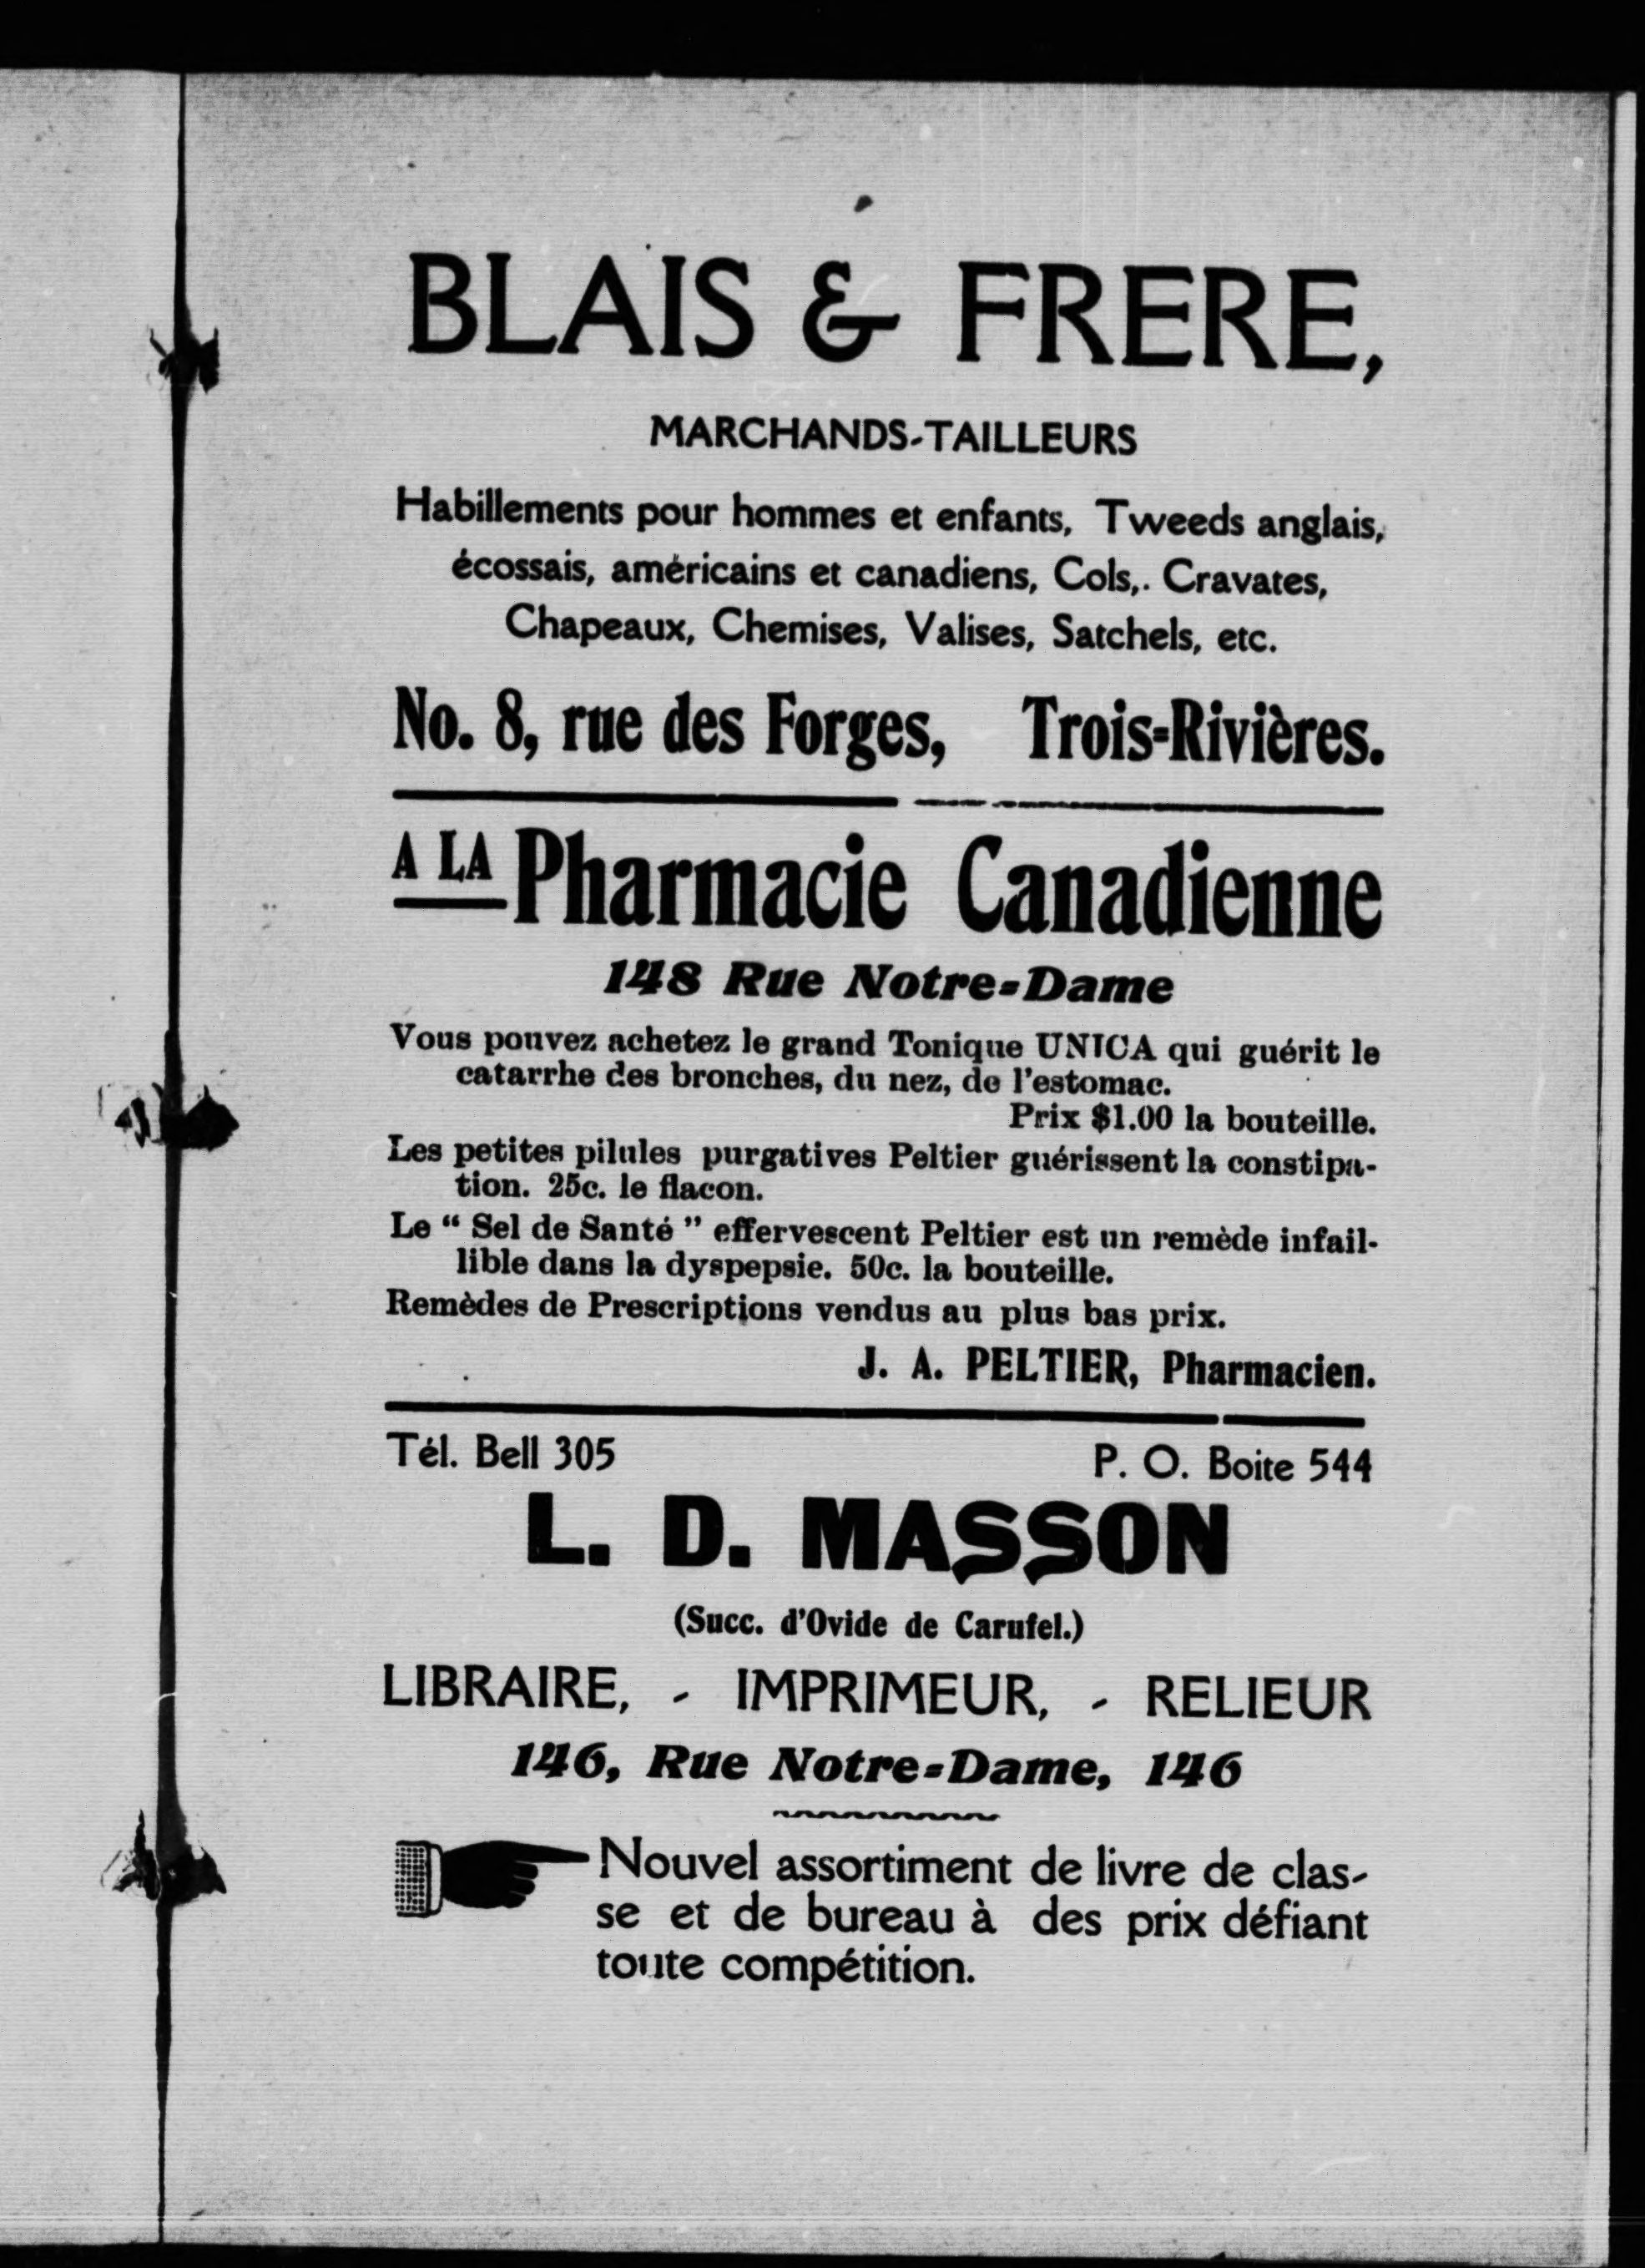 BLAIS & FRERE,
MARCHANDS-TAILLEURS
Habillements pour hommes et enfants, Tweeds anglais,
écossais, américains et canadiens, Cols,. Cravates,
Chapeaux, Chemises, Valises, Satchels, etc.
No. 8, rue des Forges, Trois-Rivières.
A LA Pharmacie Canadienne
148 Rue Notre-Dame
Vous pouvez achetez le grand Tonique UNICA qui guérit le
catarrhe des bronches, du nez, de l'estomac.
Prix $1.00 la bouteille.
Les petites pilules purgatives Peltier guérissent la constipa-
tion. 25c. le flacon.
Le “ Sel de Santé ” effervescent Peltier est un remède infail-
lible dans la dyspepsie. 50c. la bouteille.
Remèdes de Prescriptions vendus au plus bas prix.
J. A. PELTIER, Pharmacien.
Tél. Bell 305 P. O. Boite 544
L. D. MASSON
(Succ. d'Ovide de Carufel.)
LIBRAIRE, - IMPRIMEUR, - RELIEUR
146, Rue Notre-Dame, 146
Nouvel assortiment de livre de clas-
se et de bureau à des prix défiant
toute compétition.